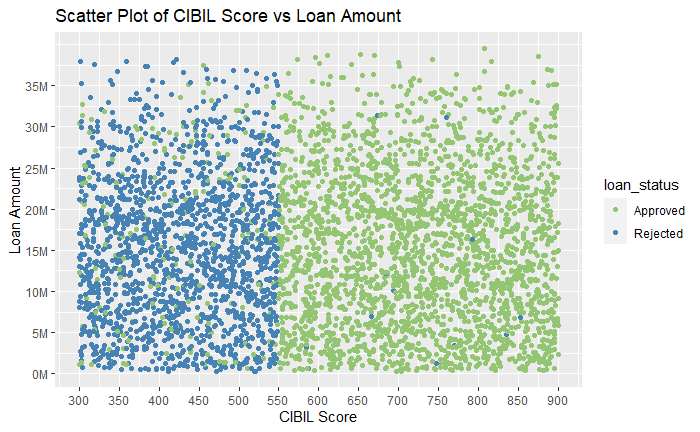 Scatter Plot of CIBIL Score vs Loan Amount
Loan Amount
35M
30M
25M
20M
15M
10M
5M
0M
300 350 400 450 500 550 600 650 700 750 800 850 900
CIBIL Score
loan_status
Approved
Rejected